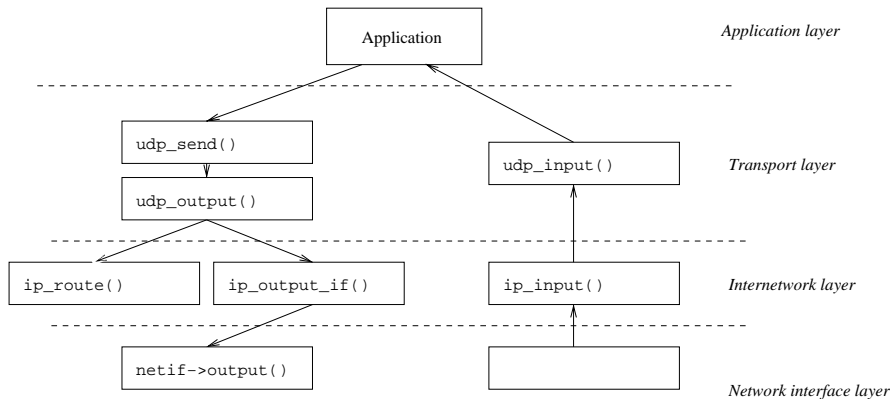 Application
Application layer
udp_send()
udp_input()
Transport layer
udp_output()
ip_route()
ip_output_if()
ip_input()
Internetwork layer
netif->output()
Network interface layer